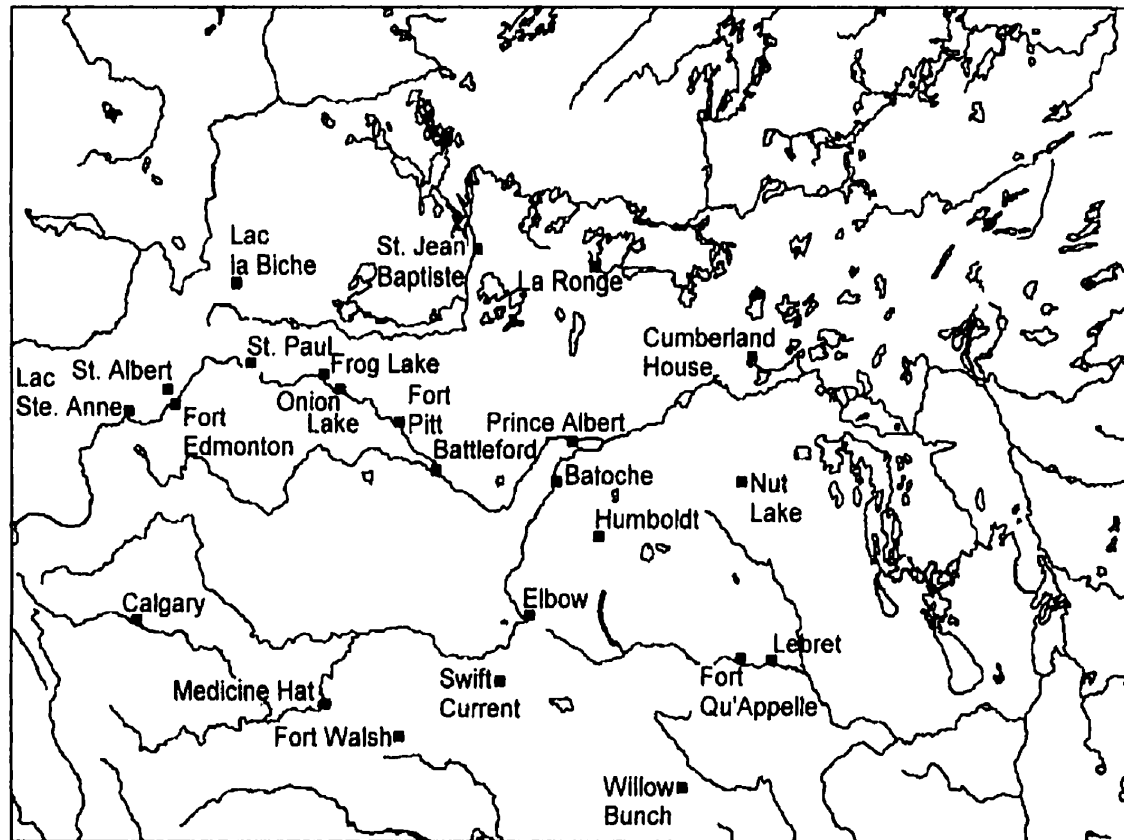 Lac
la Biche
St. Jean
Baptiste
La Ronge
Cumberland
House
St. Paul
Frog Lake
St. Albert
Lac
Ste. Anne
Fort
Edmonton
Onion
Lake
Fort
Pitt
Prince Albert
Battleford
Batoche
Nut
Lake
Humboldt
Calgary
Elbow
Lebret
Fort
Qu'Appelle
Medicine Hat
Swift
Current
Fort Walsh
Willow
Bunch